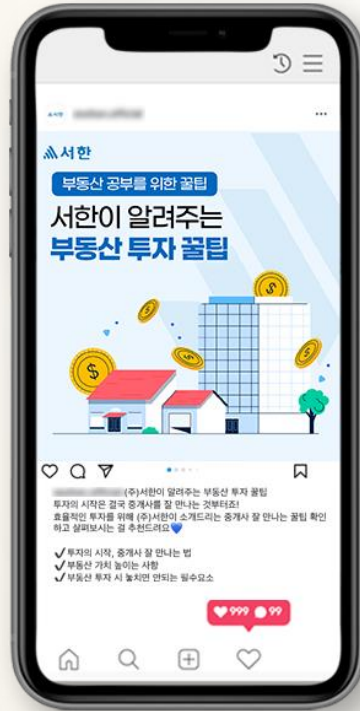 서한
부동산 공부를 위한 꿀팁
서한이 알려주는
부동산 투자 꿀팁
(주)서한이 알려주는 부동산 투자 꿀팁
투자의 시작은 결국 중개사를 잘 만나는 것부터죠!
효율적인 투자를 위해 (주)서한이 소개드리는 중개사 잘 만나는 꿀팁 확인
하고 살펴보시는 걸 추천드려요💙
✓투자의 시작, 중개사 잘 만나는 법
✓부동산 가치 높이는 사항
✓부동산 투자 시 놓치면 안되는 필수요소
999 99